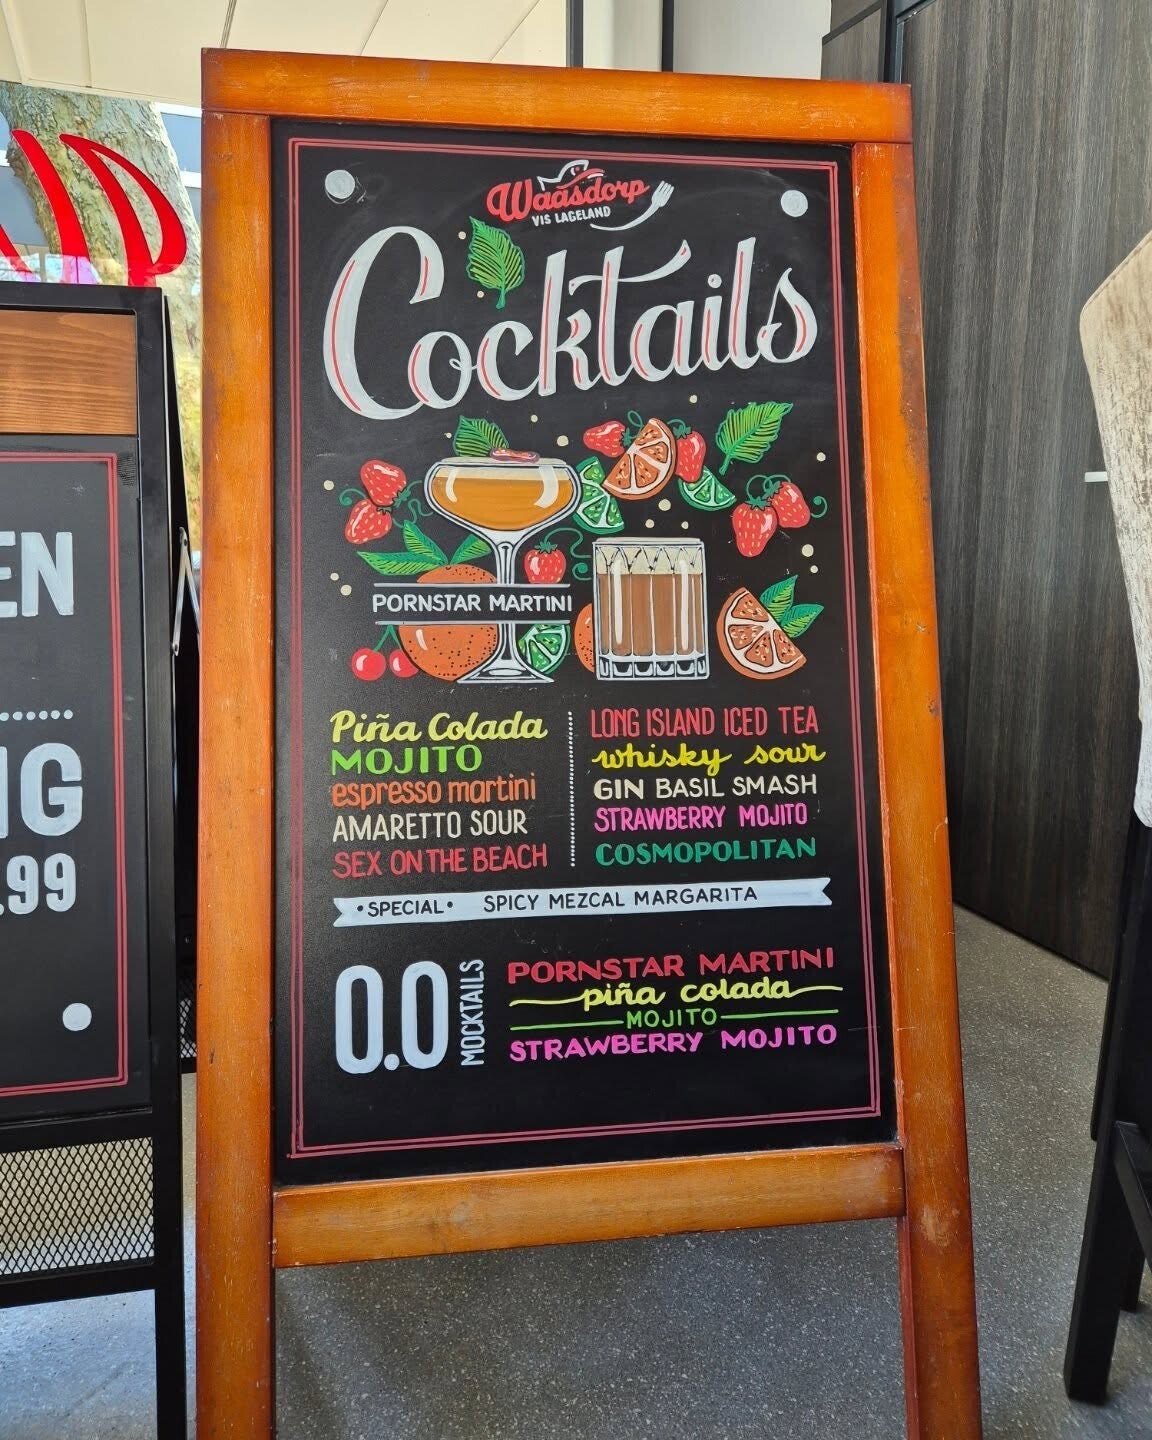 Waasdorp
VIS LAGELAND
Cocktails
PORNSTAR MARTINI
Piña Colada
MOJITO
espresso martini
AMARETTO SOUR
SEX ON THE BEACH
LONG ISLAND ICED TEA
whisky sour
GIN BASIL SMASH
STRAWBERRY MOJITO
COSMOPOLITAN
•SPECIAL• SPICY MEZCAL MARGARITA
0.0 MOCKTAILS
PORNSTAR MARTINI
piña colada
MOJITO
STRAWBERRY MOJITO
EN
.99